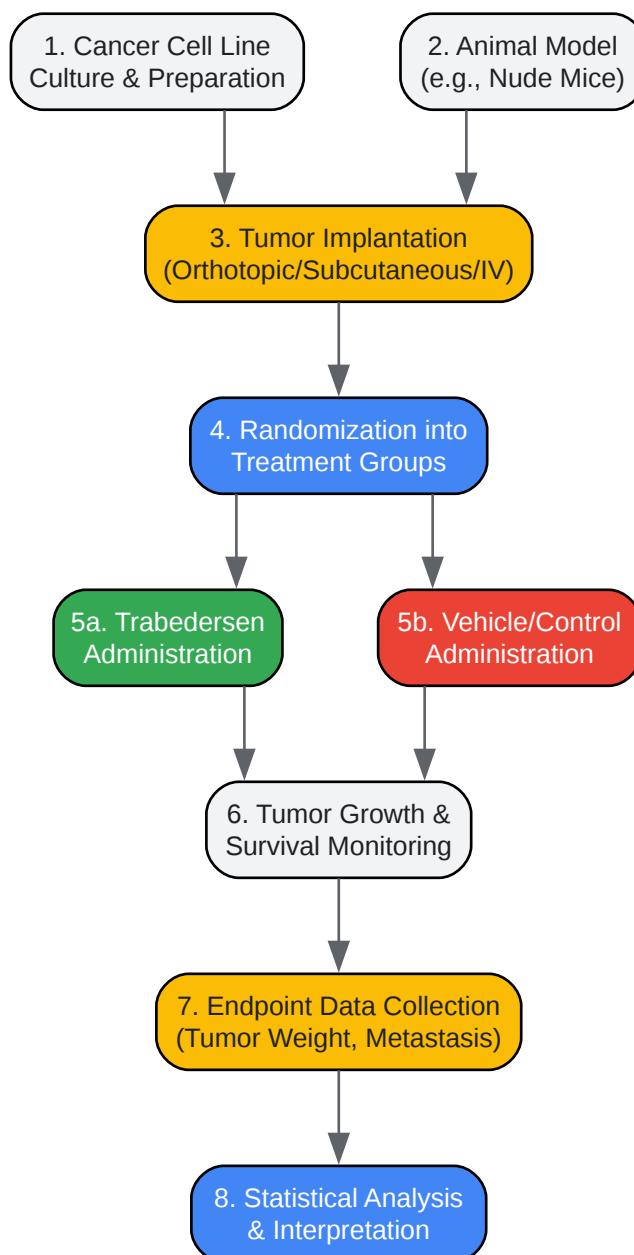 1. Cancer Cell Line
Culture & Preparation
2. Animal Model
(e.g., Nude Mice)
3. Tumor Implantation
(Orthotopic/Subcutaneous/IV)
4. Randomization into
Treatment Groups
5a. Trabedersen
Administration
5b. Vehicle/Control
Administration
6. Tumor Growth &
Survival Monitoring
7. Endpoint Data Collection
(Tumor Weight, Metastasis)
8. Statistical Analysis
& Interpretation